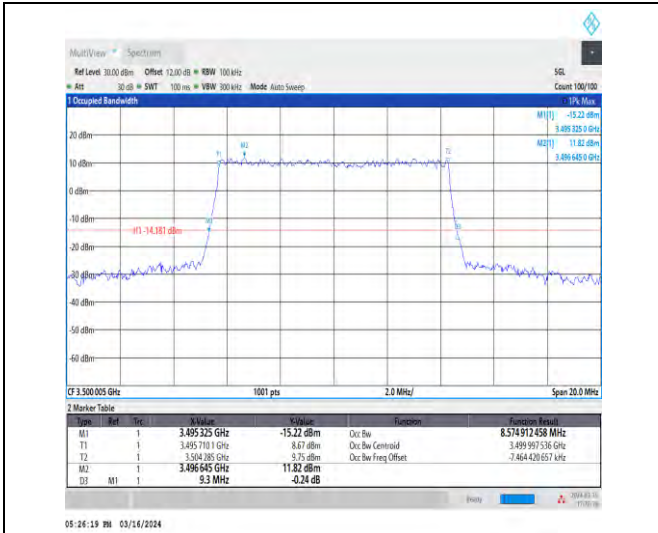 MultiView Spectrum
Ref Level 30.00 dBm Offset 12.00 dB RBW 100 kHz SGL
Att 30 dB SWT 100 ms VBW 300 kHz Mode Auto Sweep Count 100/100
1 Occupied Bandwidth 1Pk Max
M1[1] -15.22 dBm
3.495 325 0 GHz
M2[1] 11.82 dBm
3.496 645 0 GHz
20 dBm
M2
T1
T2
10 dBm
0 dBm
-10 dBm
M1
H1 -14.181 dBm
D3
-20 dBm
-30 dBm
-40 dBm
-50 dBm
-60 dBm
CF 3.500 005 GHz 1001 pts 2.0 MHz/ Span 20.0 MHz
2 Marker Table
Type Ref Trc X-Value Y-Value Function Function Result
M1 1 3.495 325 GHz -15.22 dBm Occ Bw 8.574 912 458 MHz
T1 1 3.495 710 1 GHz 8.67 dBm Occ Bw Centroid 3.499 997 536 GHz
T2 1 3.504 285 GHz 9.75 dBm Occ Bw Freq Offset -7.464 420 657 kHz
M2 1 3.496 645 GHz 11.82 dBm
D3 M1 1 9.3 MHz -0.24 dB
05:26:19 PM 03/16/2024